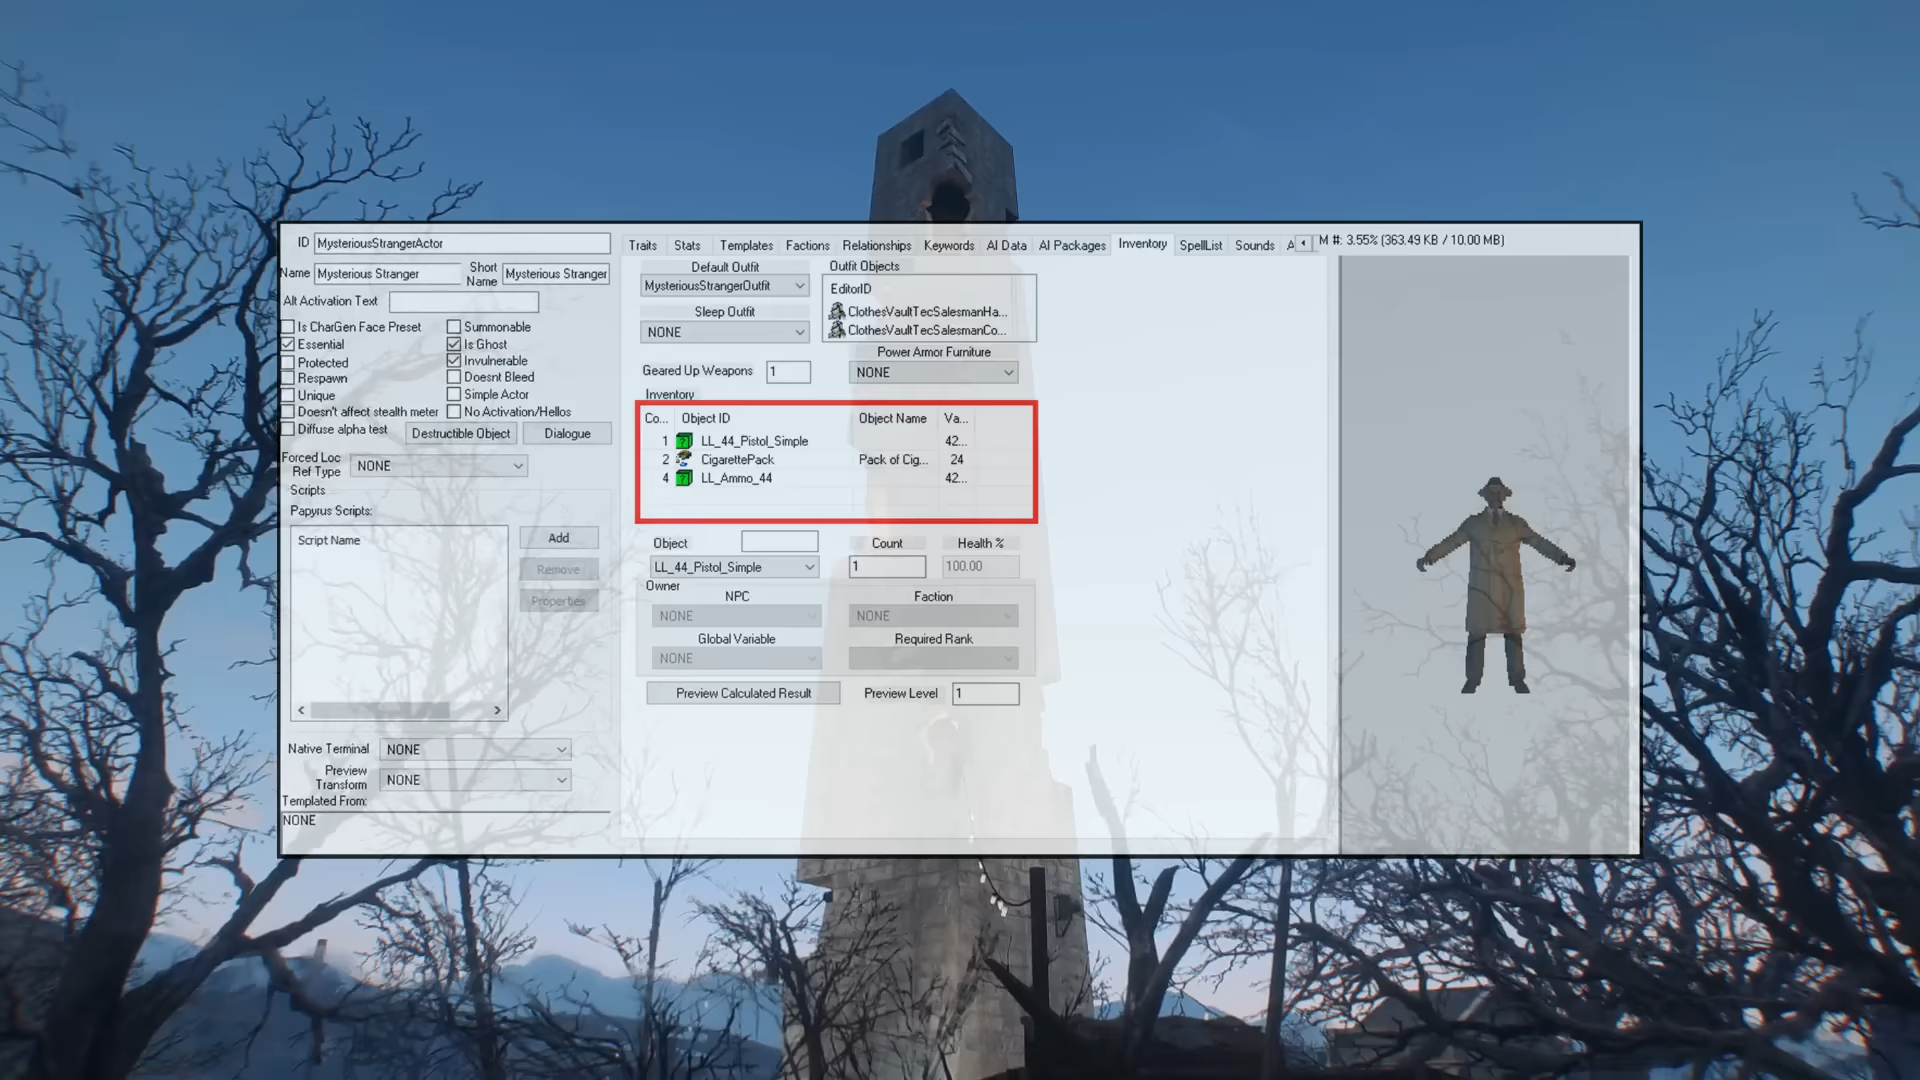 ID MysteriousStrangerActor
Name Mysterious Stranger Short Name Mysterious Stranger
Alt Activation Text
Is CharGen Face Preset Summonable
Essential Is Ghost
Protected Invulnerable
Respawn Doesnt Bleed
Unique Simple Actor
Doesn't affect stealth meter No Activation/Hellos
Diffuse alpha test Destructible Object Dialogue
Forced Loc Ref Type NONE
Scripts
Papyrus Scripts:
Script Name
Add
Remove
Properties
Native Terminal NONE
Preview Transform NONE
Templated From:
NONE
Traits Stats Templates Factions Relationships Keywords AI Data AI Packages Inventory SpellList Sounds A M #: 3.55% (363.49 KB / 10.00 MB)
Default Outfit Outfit Objects
MysteriousStrangerOutfit
EditorID
ClothesVaultTecSalesmanHa...
ClothesVaultTecSalesmanCo...
Sleep Outfit
NONE
Power Armor Furniture
Geared Up Weapons 1 NONE
Inventory
Co... Object ID Object Name Va...
1 LL_44_Pistol_Simple 42...
2 CigarettePack Pack of Cig... 24
4 LL_Ammo_44 42...
Object Count Health %
LL_44_Pistol_Simple 1 100.00
Owner
NPC Faction
NONE NONE
Global Variable Required Rank
NONE
Preview Calculated Result Preview Level 1